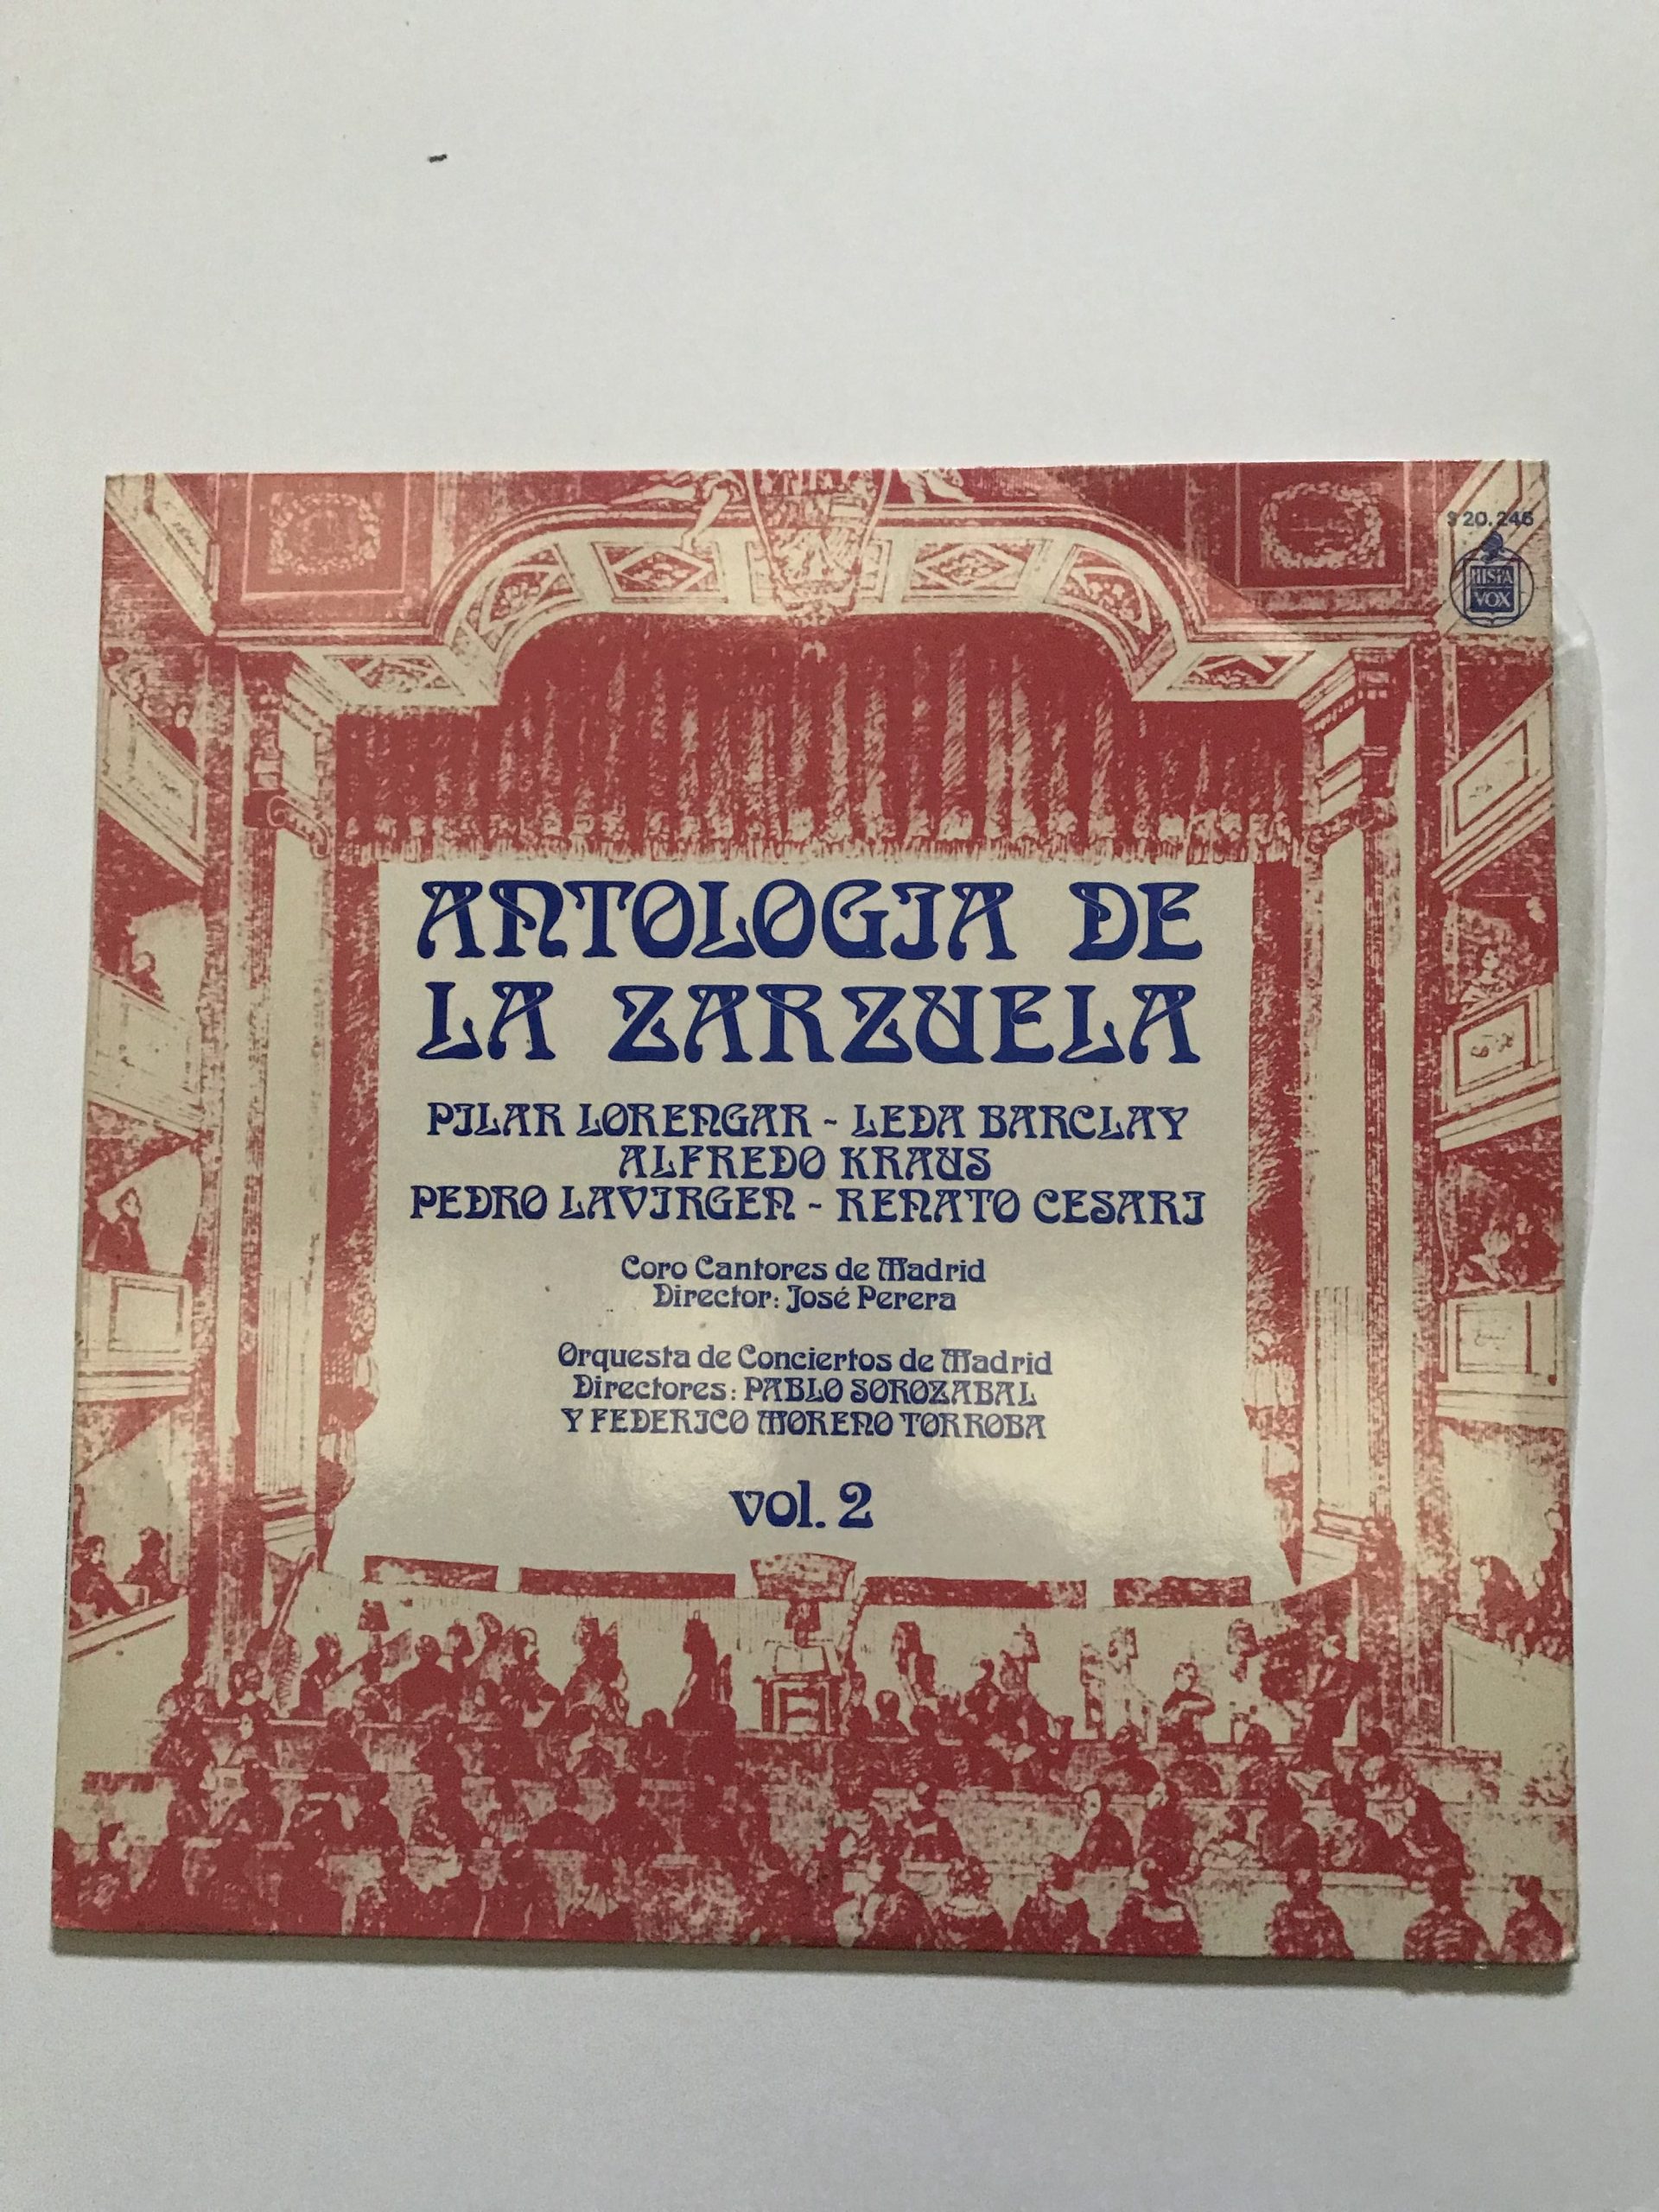 S 20.246
HISPA
VOX
ANTOLOGIA DE
LA ZARZUELA
PILAR LORENGAR - LEDA BARCLAY
ALFREDO KRAUS
PEDRO LAVIRGEN - RENATO CESARI
Coro Cantores de Madrid
Director: José Perera
Orquesta de Conciertos de Madrid
Directores: PABLO SOROZABAL
Y FEDERICO MORENO TORROBA
vol. 2